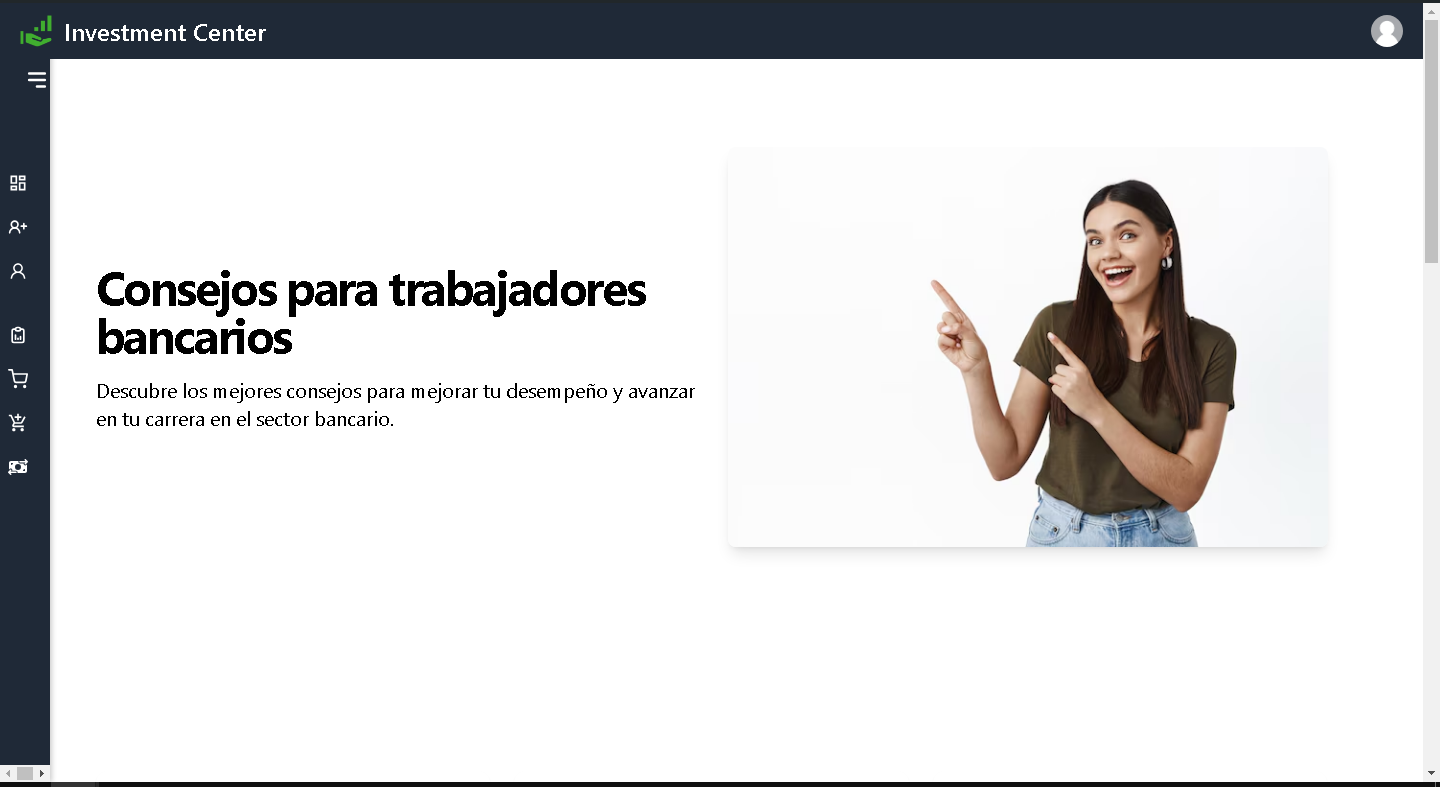 Investment Center
Consejos para trabajadores
bancarios
Descubre los mejores consejos para mejorar tu desempeño y avanzar
en tu carrera en el sector bancario.